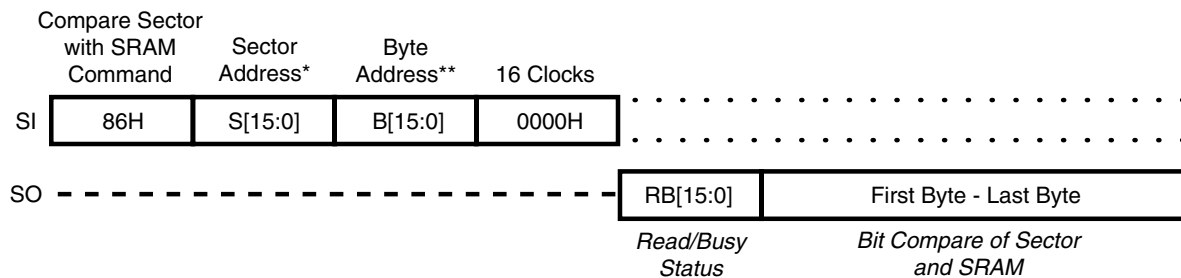 Compare Sector
with SRAM
Command
Sector
Address*
Byte
Address**
16 Clocks
SI
86H
S[15:0]
B[15:0]
0000H
SO
RB[15:0]
First Byte - Last Byte
Read/Busy
Status
Bit Compare of Sector
and SRAM